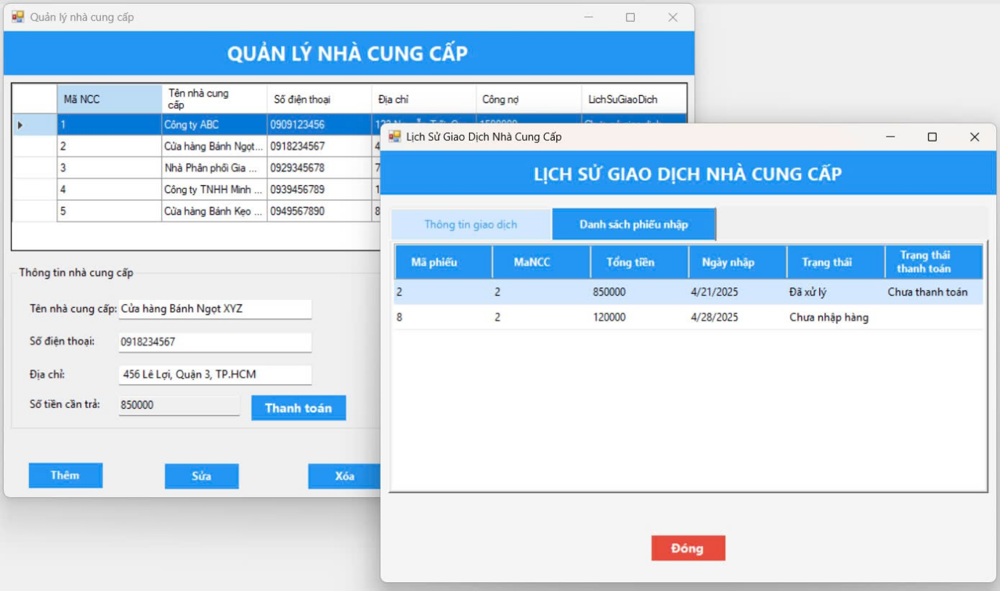 Quản lý nhà cung cấp
QUẢN LÝ NHÀ CUNG CẤP
Mã NCC Tên nhà cung cấp Số điện thoại Địa chỉ Công nợ LichSuGiaoDich
1 Công ty ABC 0909123456
2 Cửa hàng Bánh Ngọt... 0918234567 4
3 Nhà Phân phối Gia ... 0929345678 7
4 Công ty TNHH Minh ... 0939456789 1
5 Cửa hàng Bánh Kẹo ... 0949567890 8
Thông tin nhà cung cấp
Tên nhà cung cấp: Cửa hàng Bánh Ngọt XYZ
Số điện thoại: 0918234567
Địa chỉ: 456 Lê Lợi, Quận 3, TP.HCM
Số tiền cần trả: 850000 Thanh toán
Thêm Sửa Xóa
Lịch Sử Giao Dịch Nhà Cung Cấp
LỊCH SỬ GIAO DỊCH NHÀ CUNG CẤP
Thông tin giao dịch Danh sách phiếu nhập
Mã phiếu MaNCC Tổng tiền Ngày nhập Trạng thái Trạng thái thanh toán
2 2 850000 4/21/2025 Đã xử lý Chưa thanh toán
8 2 120000 4/28/2025 Chưa nhập hàng
Đóng